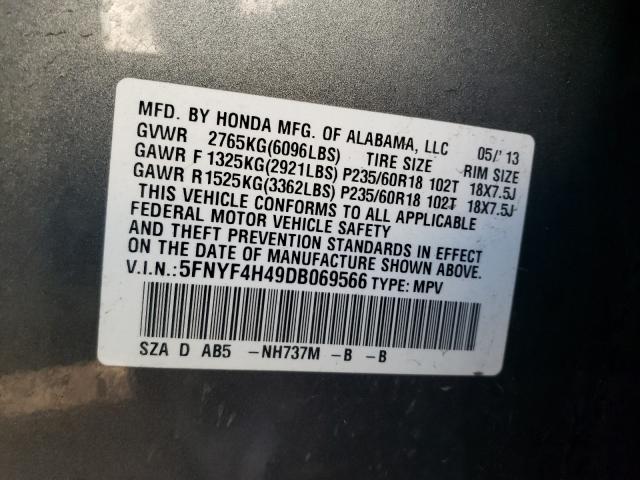 MFD. BY HONDA MFG. OF ALABAMA, LLC 05/'13
GVWR 2765KG(6096LBS) TIRE SIZE RIM SIZE
GAWR F 1325KG(2921LBS) P235/60R18 102T 18X7.5J
GAWR R 1525KG(3362LBS) P235/60R18 102T 18X7.5J
THIS VEHICLE CONFORMS TO ALL APPLICABLE
FEDERAL MOTOR VEHICLE SAFETY
AND THEFT PREVENTION STANDARDS IN EFFECT
ON THE DATE OF MANUFACTURE SHOWN ABOVE.
V.I.N.:5FNYF4H49DB069566 TYPE: MPV
SZA D AB5 -NH737M -B -B